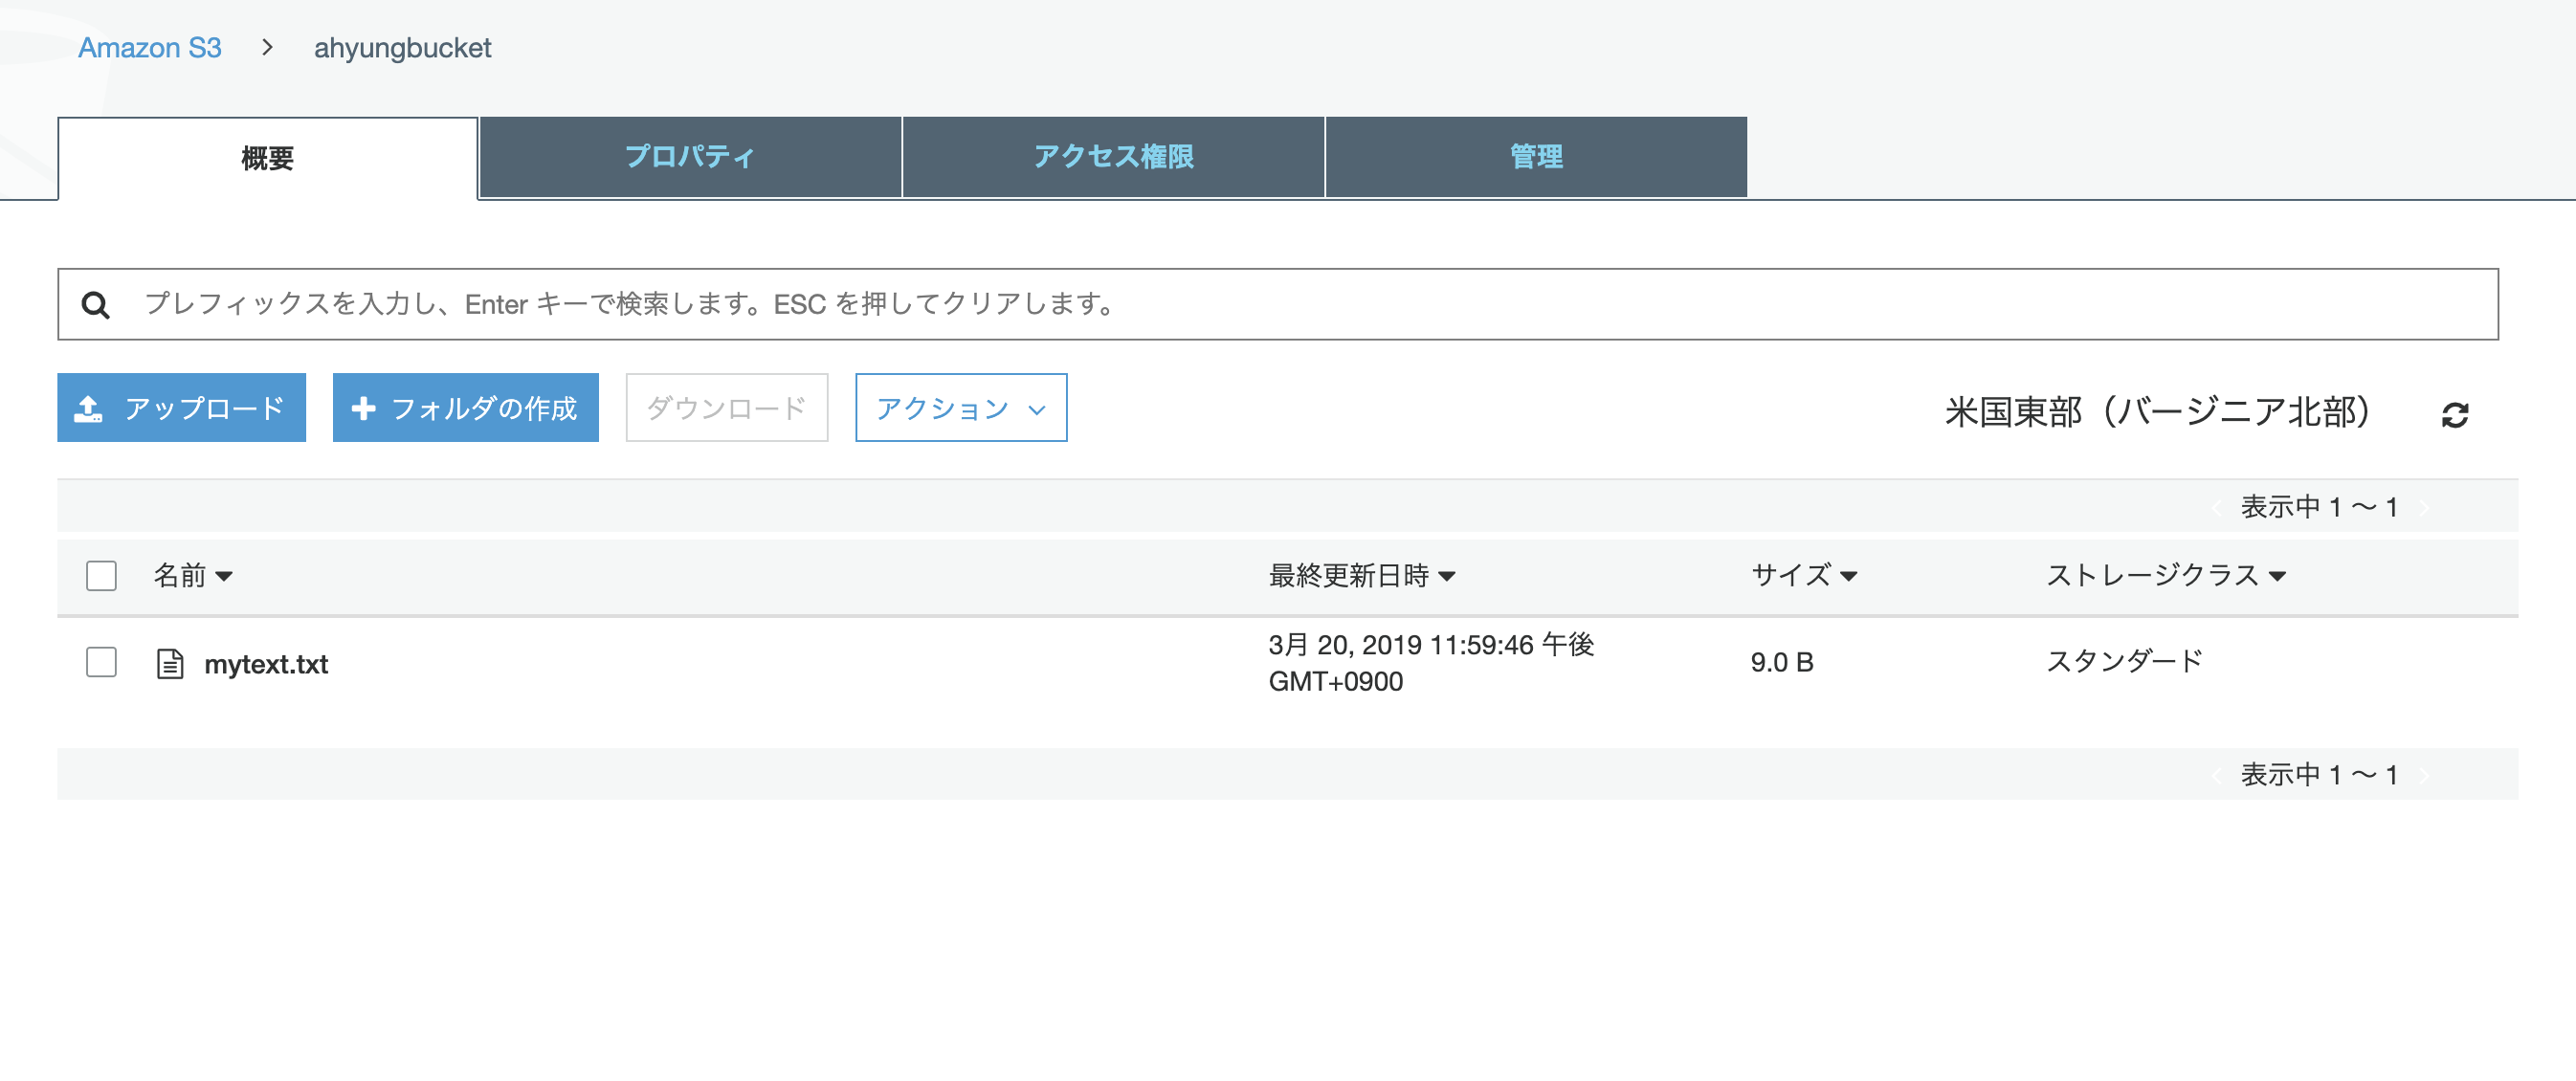 Amazon S3 > ahyungbucket
概要 プロパティ アクセス権限 管理
プレフィックスを入力し、Enter キーで検索します。ESC を押してクリアします。
アップロード フォルダの作成 ダウンロード アクション 米国東部（バージニア北部）
表示中 1 ～ 1
名前 最終更新日時 サイズ ストレージクラス
mytext.txt 3月 20, 2019 11:59:46 午後 9.0 B スタンダード
GMT+0900
表示中 1 ～ 1